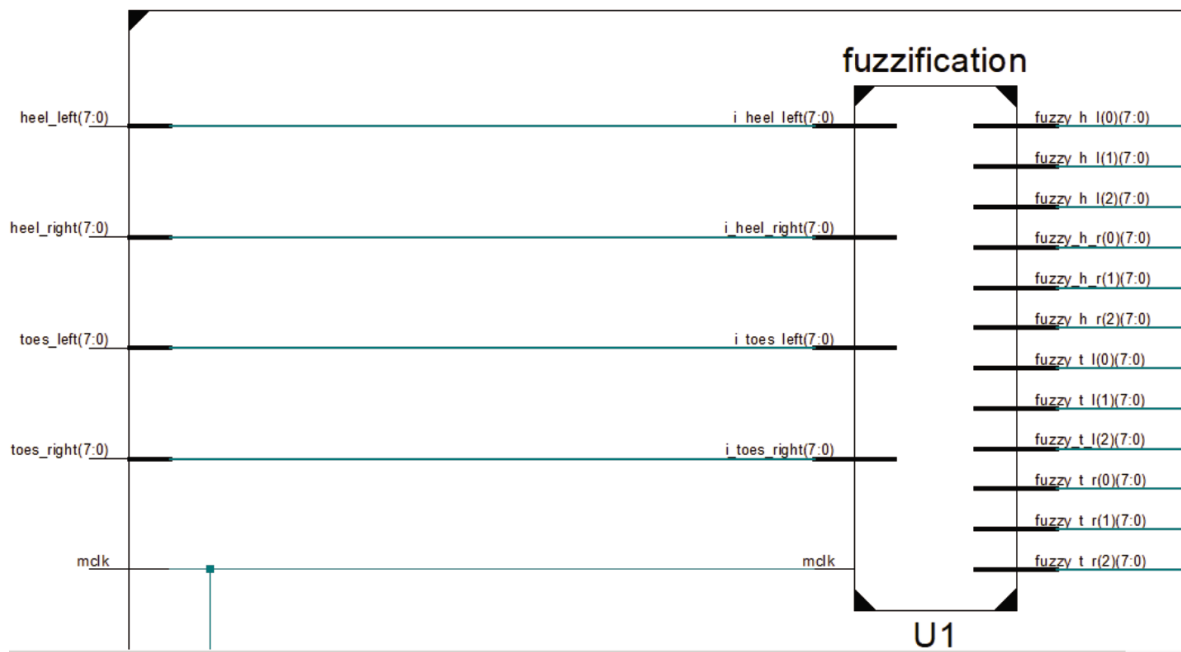 fuzzification
heel_left(7:0)
i_heel_left(7:0)
fuzzy_h_l(0)(7:0)
fuzzy_h_l(1)(7:0)
fuzzy_h_l(2)(7:0)
heel_right(7:0)
i_heel_right(7:0)
fuzzy_h_r(0)(7:0)
fuzzy_h_r(1)(7:0)
fuzzy_h_r(2)(7:0)
toes_left(7:0)
i_toes_left(7:0)
fuzzy_t_l(0)(7:0)
fuzzy_t_l(1)(7:0)
fuzzy_t_l(2)(7:0)
toes_right(7:0)
i_toes_right(7:0)
fuzzy_t_r(0)(7:0)
fuzzy_t_r(1)(7:0)
fuzzy_t_r(2)(7:0)
mclk
mclk
U1